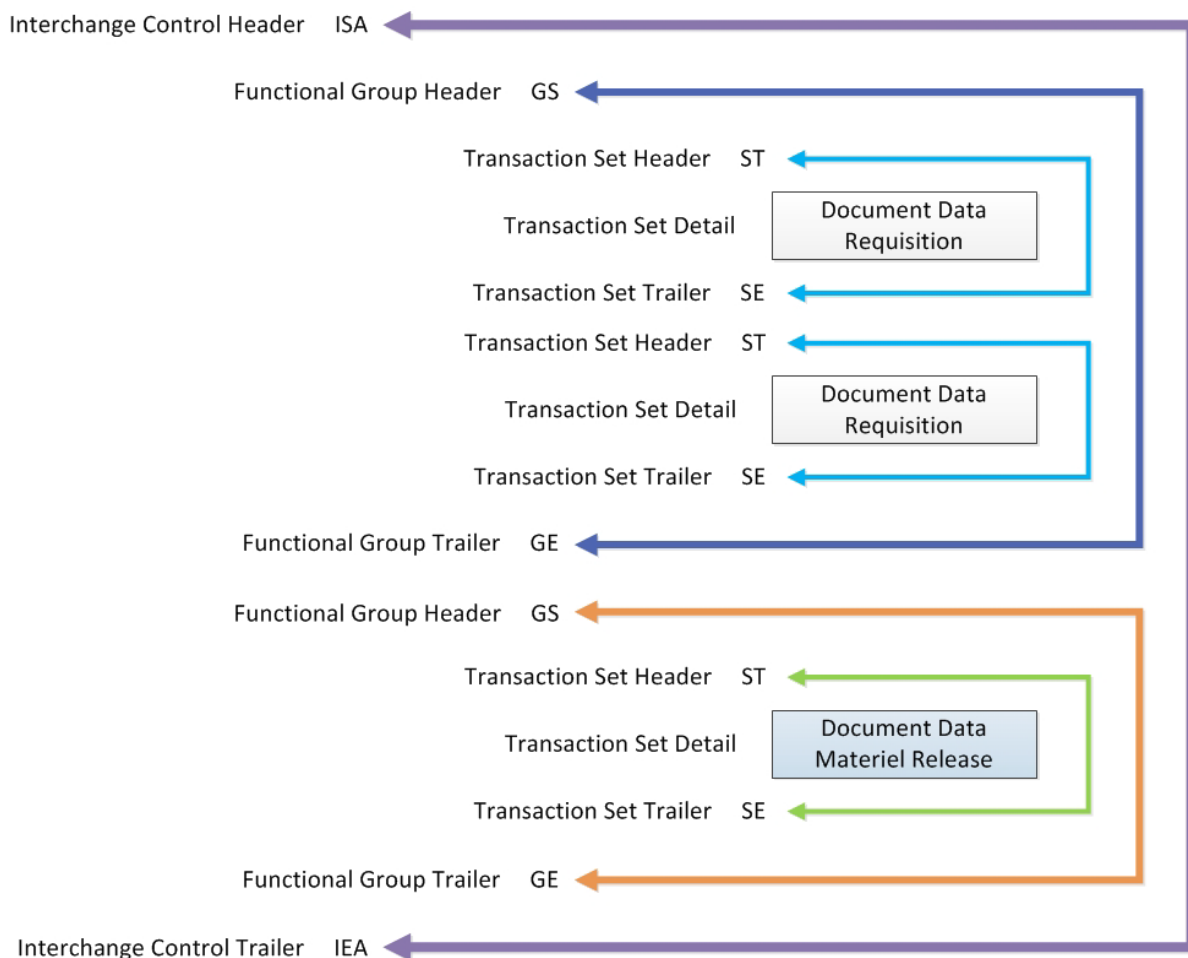 Interchange Control Header ISA
Functional Group Header GS
Transaction Set Header ST
Transaction Set Detail
Document Data
Requisition
Transaction Set Trailer SE
Transaction Set Header ST
Transaction Set Detail
Document Data
Requisition
Transaction Set Trailer SE
Functional Group Trailer GE
Functional Group Header GS
Transaction Set Header ST
Transaction Set Detail
Document Data
Materiel Release
Transaction Set Trailer SE
Functional Group Trailer GE
Interchange Control Trailer IEA